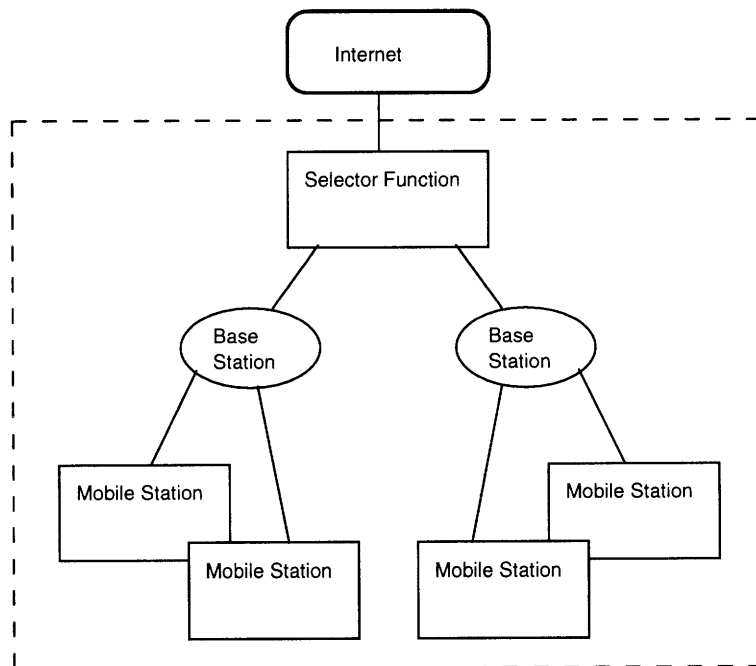 Internet
Selector Function
Base
Station
Base
Station
Mobile Station
Mobile Station
Mobile Station
Mobile Station